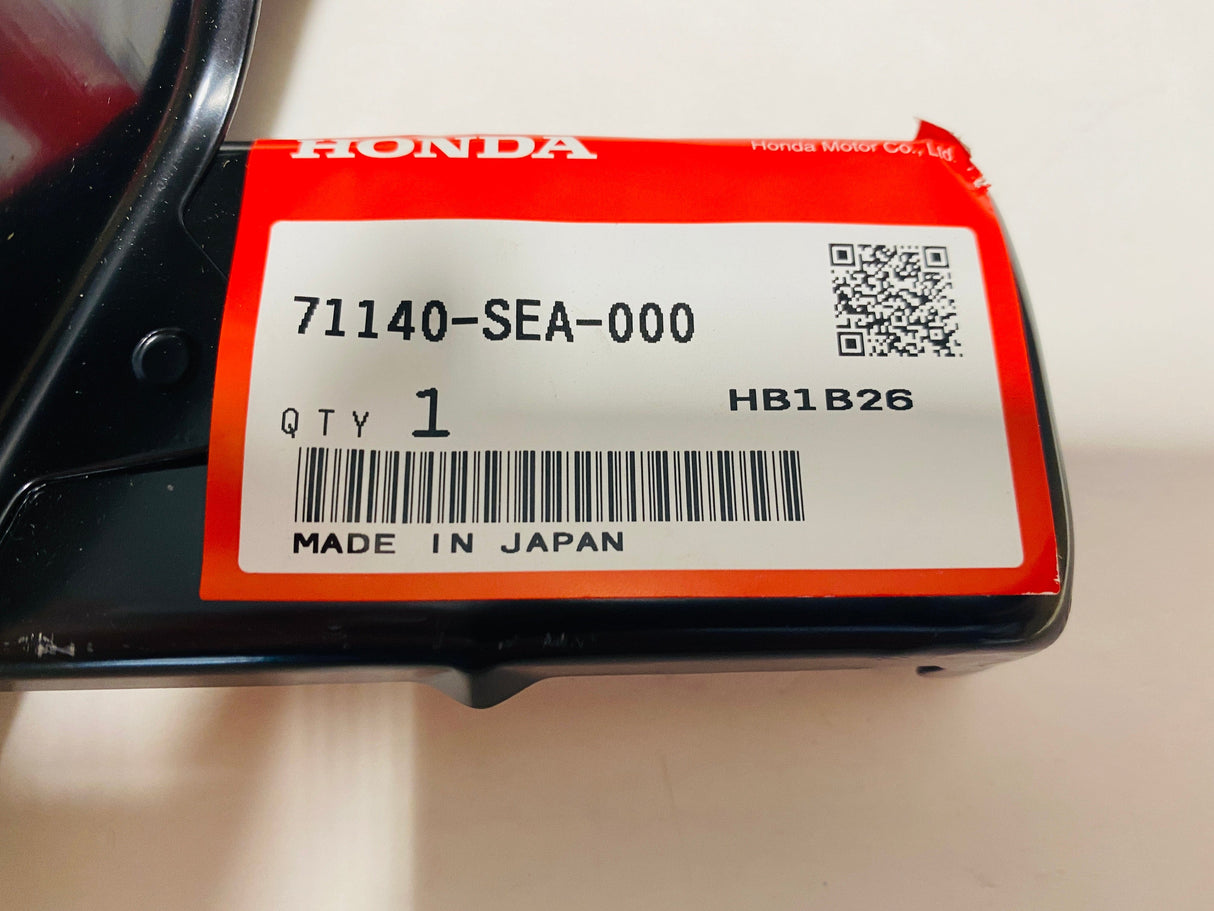 HONDA
Honda Motor Co., Ltd.
71140-SEA-000
HB1B26
QTY 1
MADE IN JAPAN